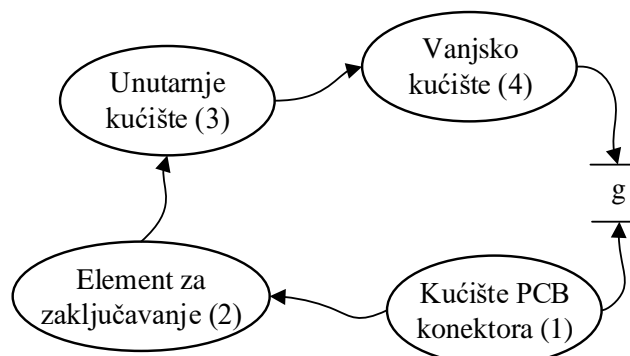 Unutarnje
kućište (3)
Vanjsko
kućište (4)
g
Element za
zaključavanje (2)
Kućište PCB
konektora (1)